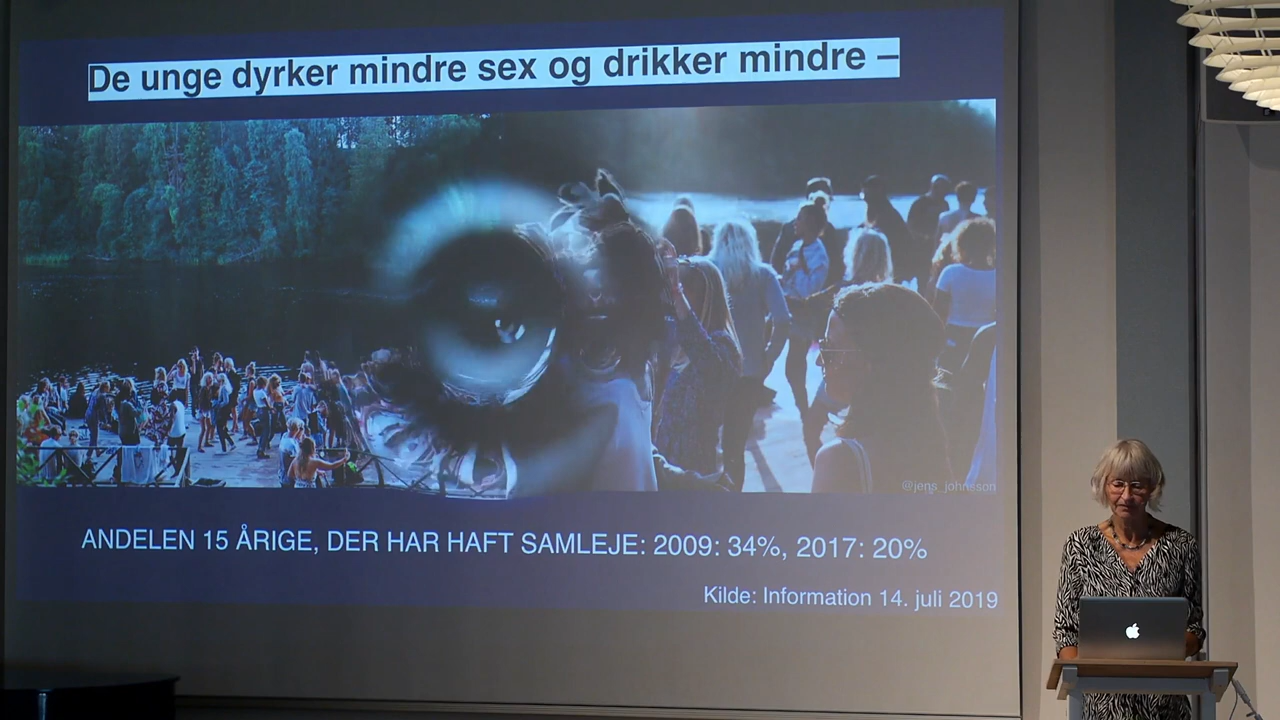 De unge dyrker mindre sex og drikker mindre –
@jens_johnsson
ANDELEN 15 ÅRIGE, DER HAR HAFT SAMLEJE: 2009: 34%, 2017: 20%
Kilde: Information 14. juli 2019